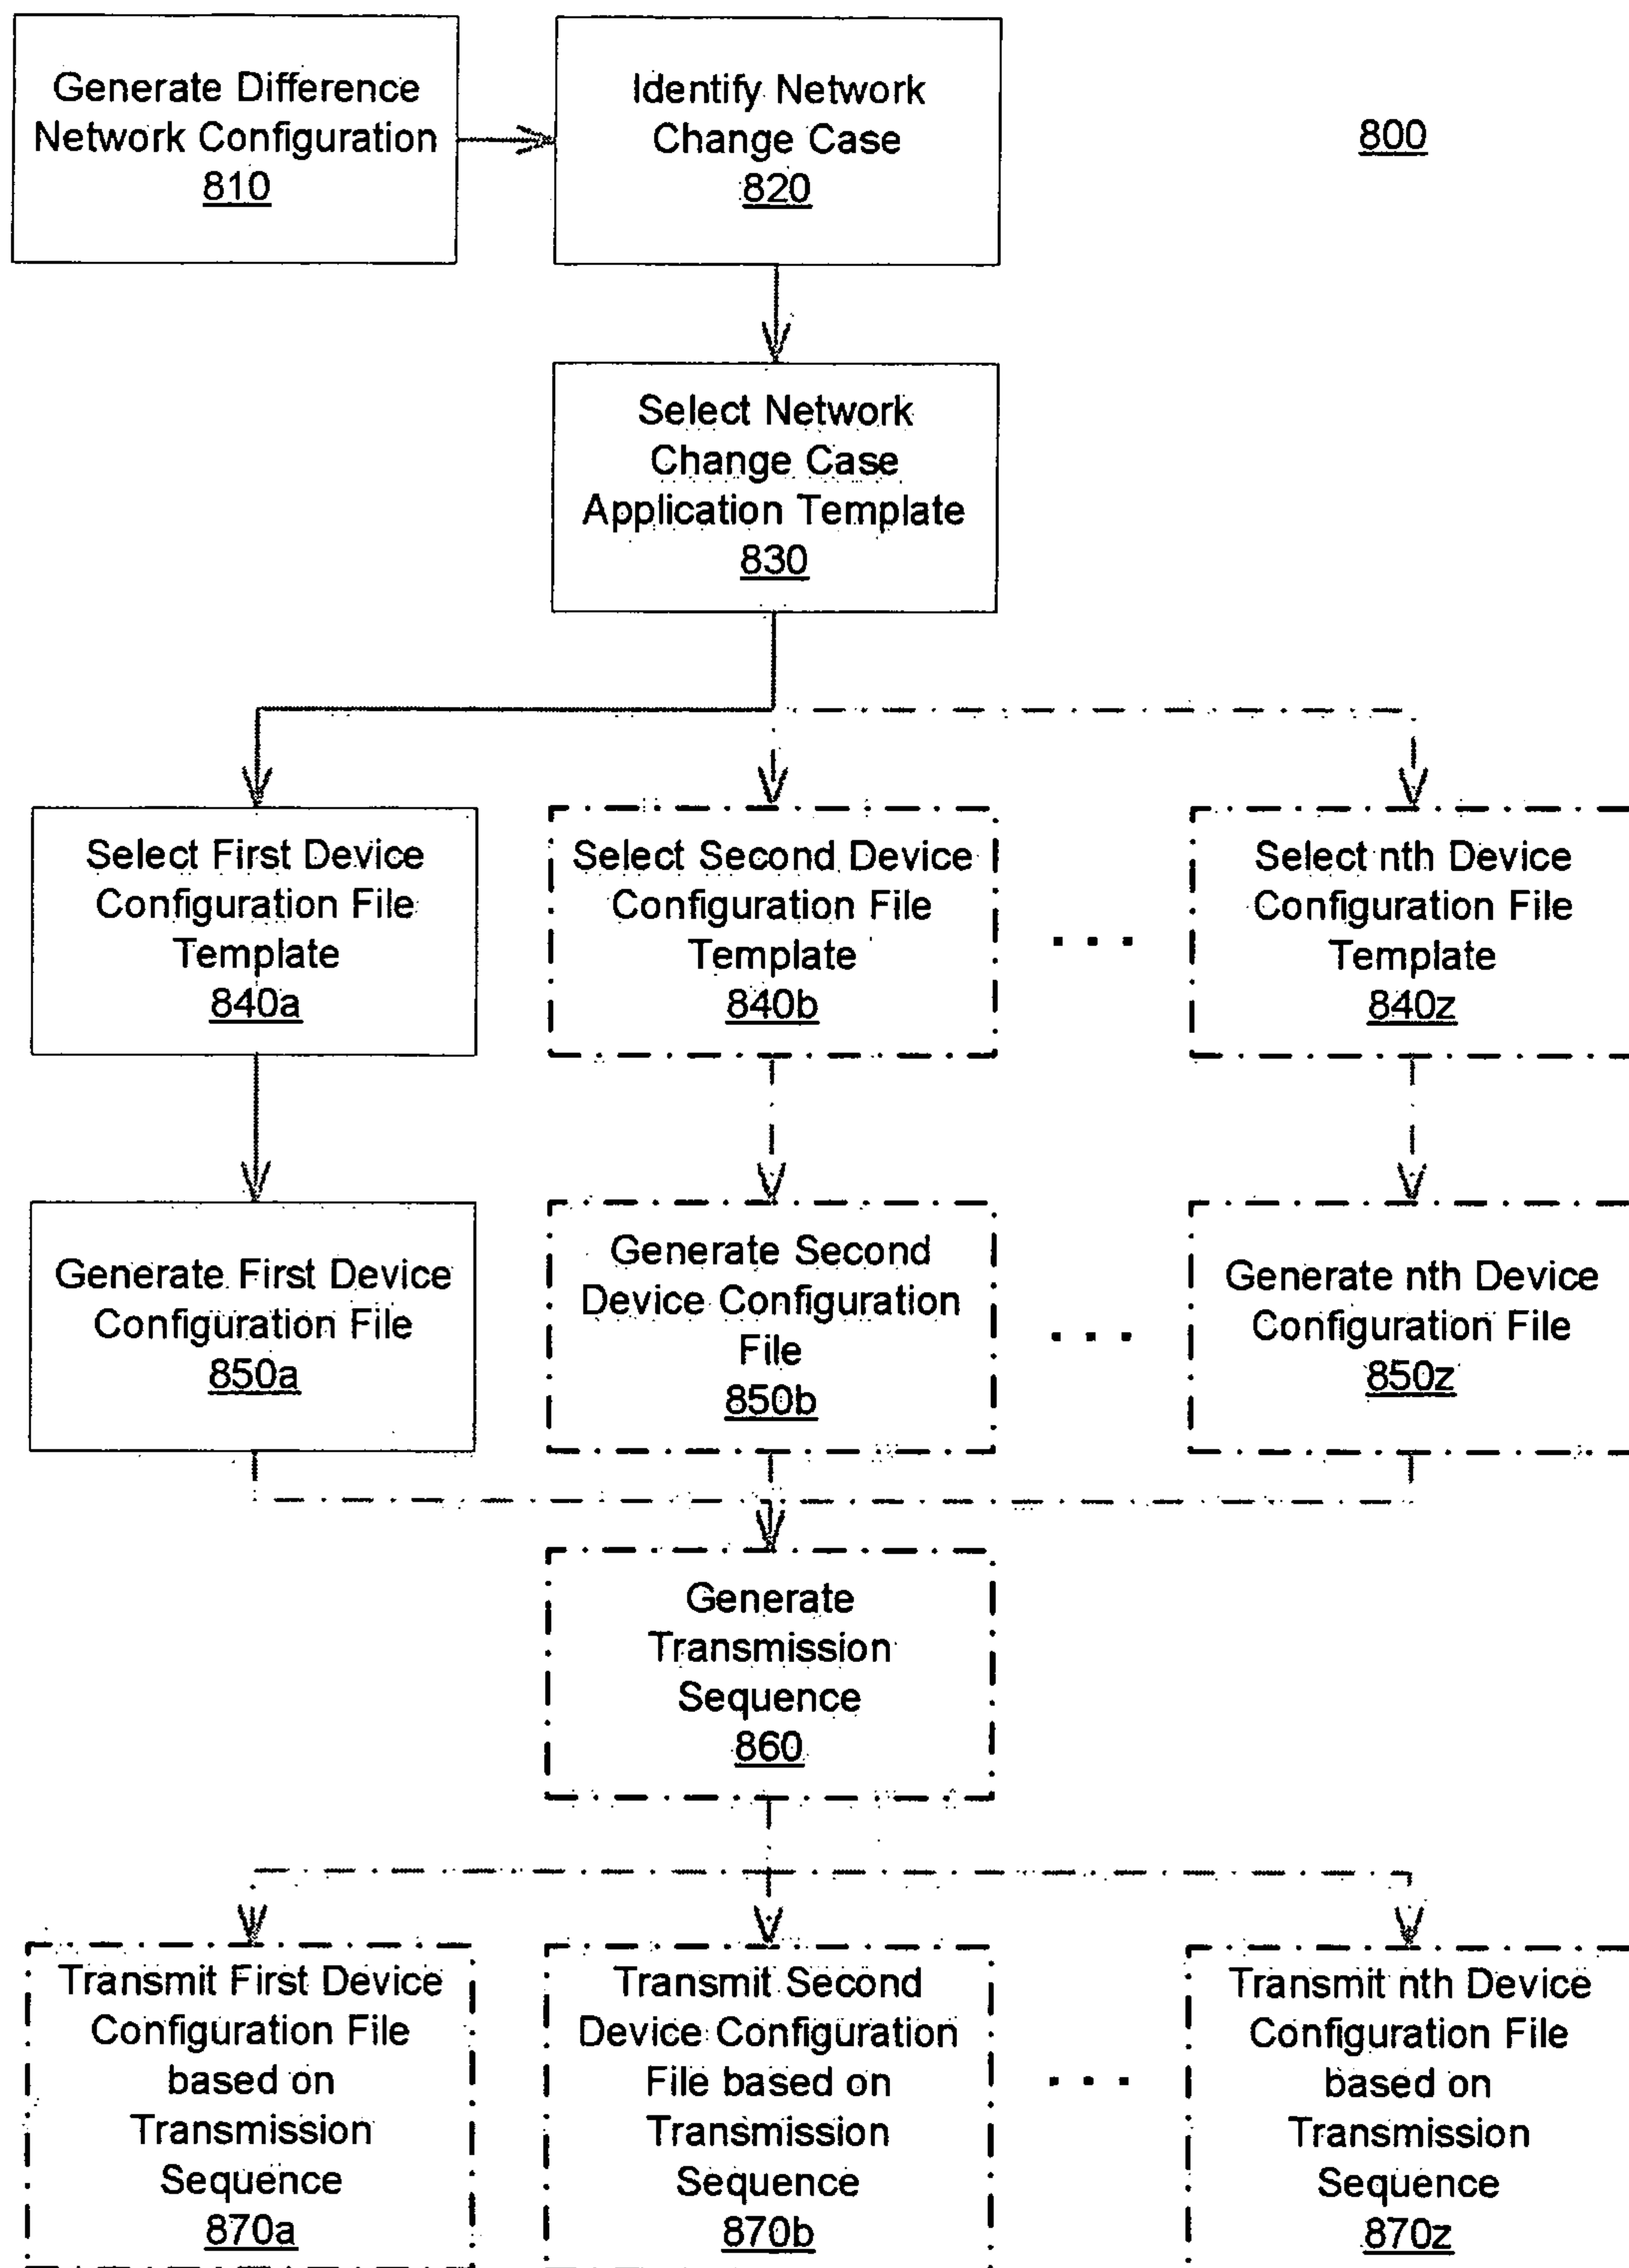 Generate Difference
Network Configuration
810
Identify Network
Change Case
820
800
Select Network
Change Case
Application Template
830
Select First Device
Configuration File
Template
840a
Select Second Device
Configuration File
Template
840b
. . .
Select nth Device
Configuration File
Template
840z
Generate First Device
Configuration File
850a
Generate Second
Device Configuration
File
850b
. . .
Generate nth Device
Configuration File
850z
Generate
Transmission
Sequence
860
Transmit First Device
Configuration File
based on
Transmission
Sequence
870a
Transmit Second
Device Configuration
File based on
Transmission
Sequence
870b
. . .
Transmit nth Device
Configuration File
based on
Transmission
Sequence
870z